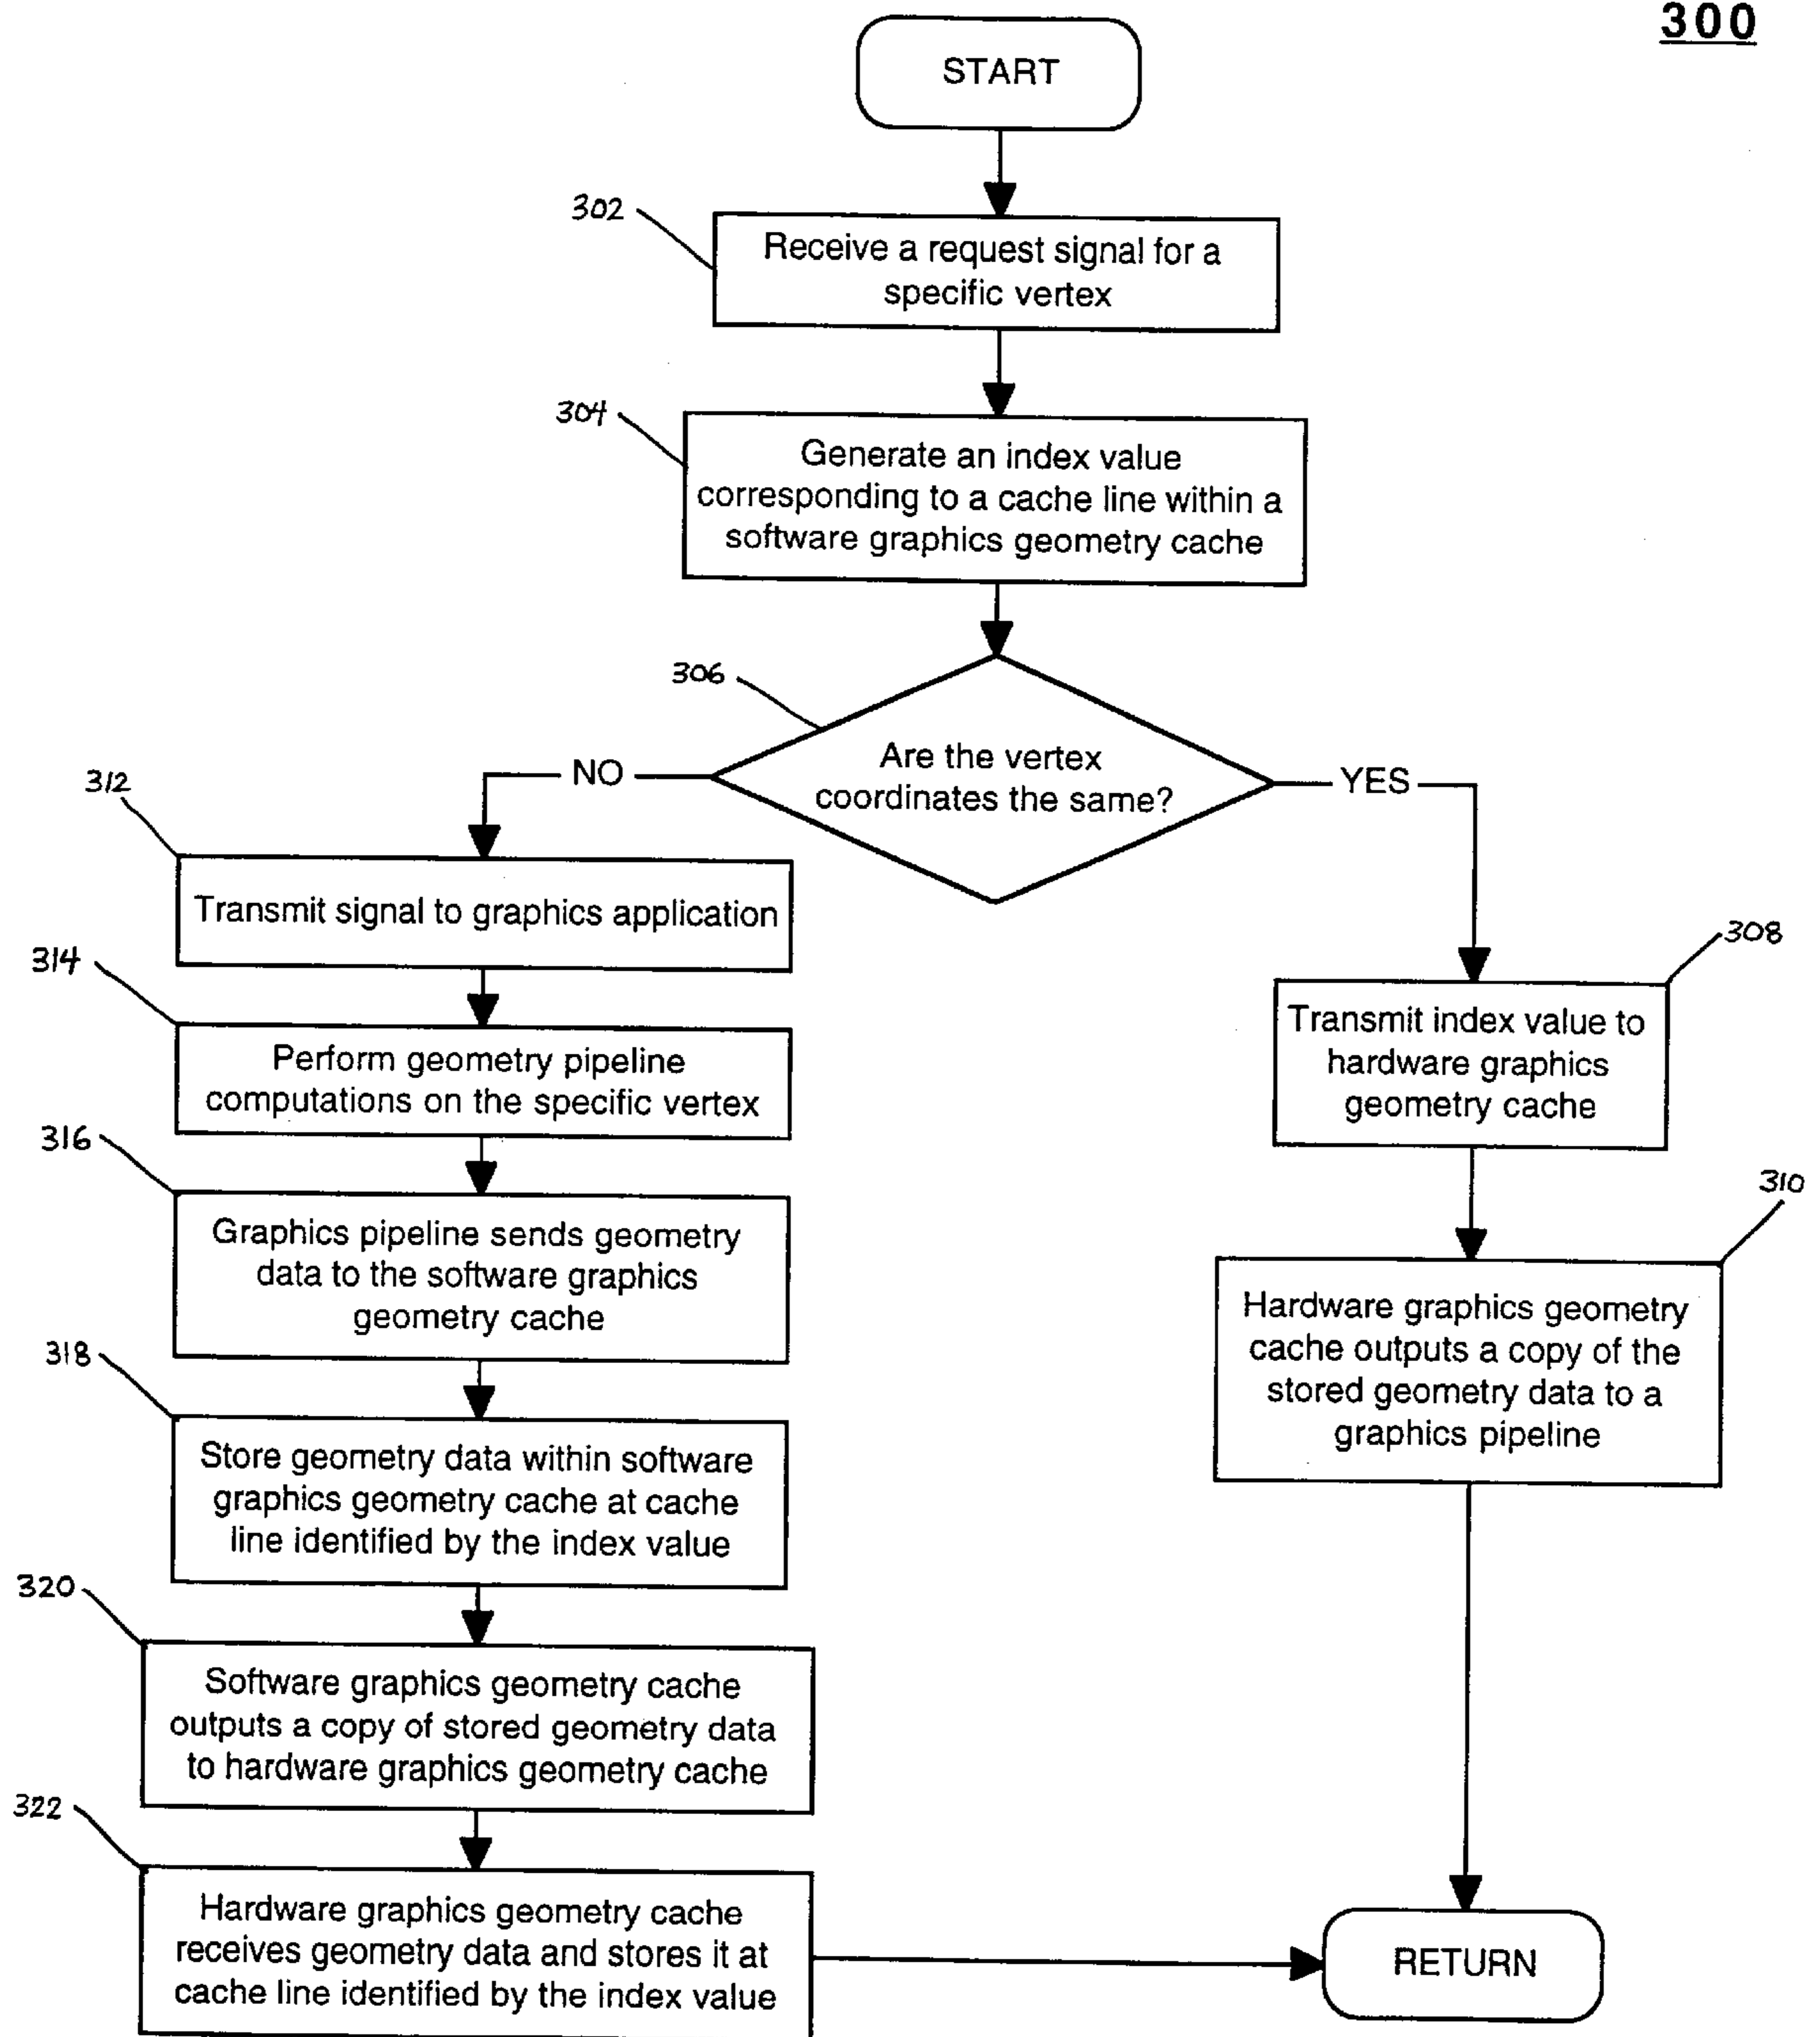 300
START
302
Receive a request signal for a
specific vertex
304
Generate an index value
corresponding to a cache line within a
software graphics geometry cache
306
Are the vertex
coordinates the same?
NO
YES
312
Transmit signal to graphics application
314
Perform geometry pipeline
computations on the specific vertex
316
Graphics pipeline sends geometry
data to the software graphics
geometry cache
318
Store geometry data within software
graphics geometry cache at cache
line identified by the index value
320
Software graphics geometry cache
outputs a copy of stored geometry data
to hardware graphics geometry cache
322
Hardware graphics geometry cache
receives geometry data and stores it at
cache line identified by the index value
308
Transmit index value to
hardware graphics
geometry cache
310
Hardware graphics geometry
cache outputs a copy of the
stored geometry data to a
graphics pipeline
RETURN